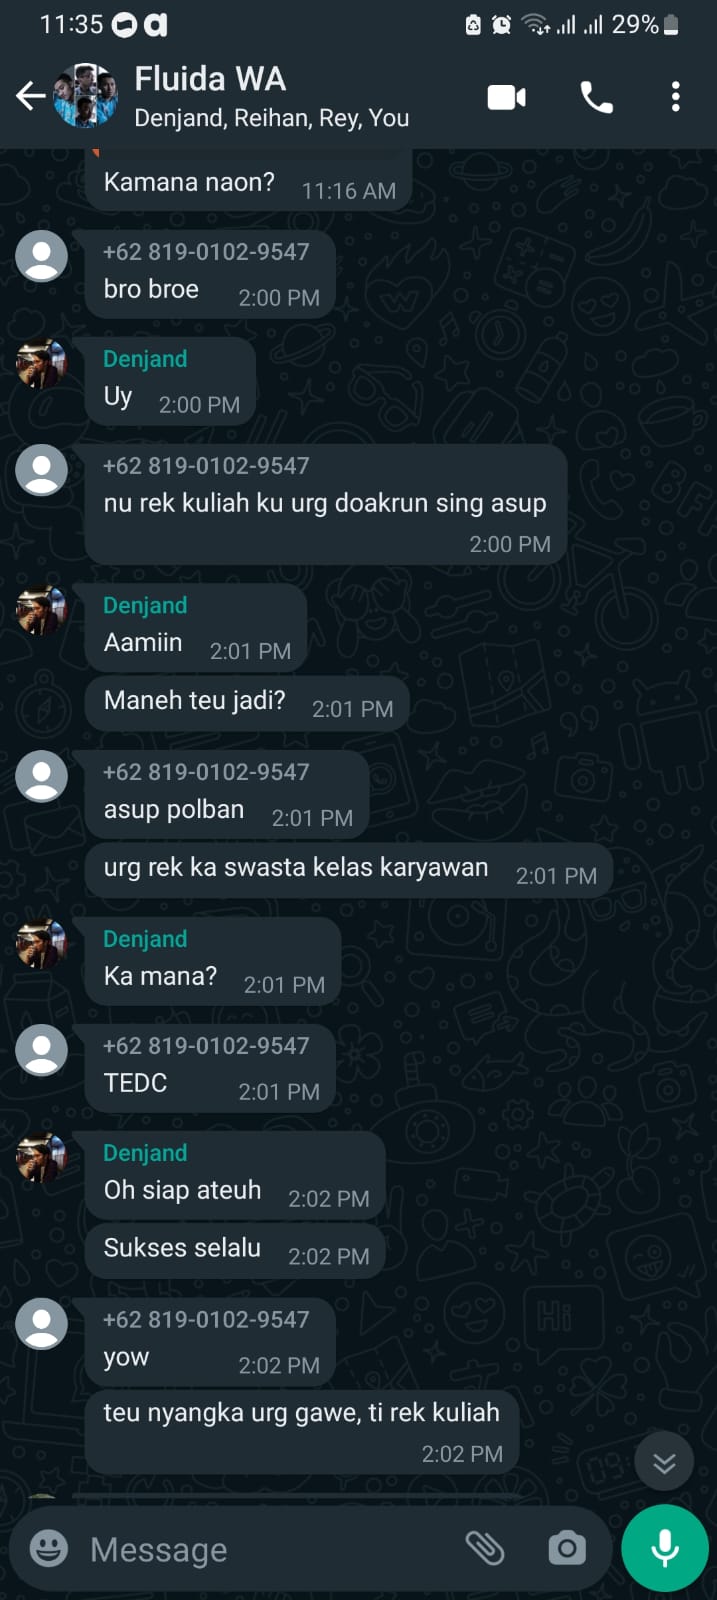 11:35
29%
Fluida WA
Denjand, Reihan, Rey, You
Kamana naon? 11:16 AM
+62 819-0102-9547
bro broe 2:00 PM
Denjand
Uy 2:00 PM
+62 819-0102-9547
nu rek kuliah ku urg doakrun sing asup
2:00 PM
Denjand
Aamiin 2:01 PM
Maneh teu jadi? 2:01 PM
+62 819-0102-9547
asup polban 2:01 PM
urg rek ka swasta kelas karyawan 2:01 PM
Denjand
Ka mana? 2:01 PM
+62 819-0102-9547
TEDC 2:01 PM
Denjand
Oh siap ateuh 2:02 PM
Sukses selalu 2:02 PM
+62 819-0102-9547
yow 2:02 PM
teu nyangka urg gawe, ti rek kuliah
2:02 PM
Message